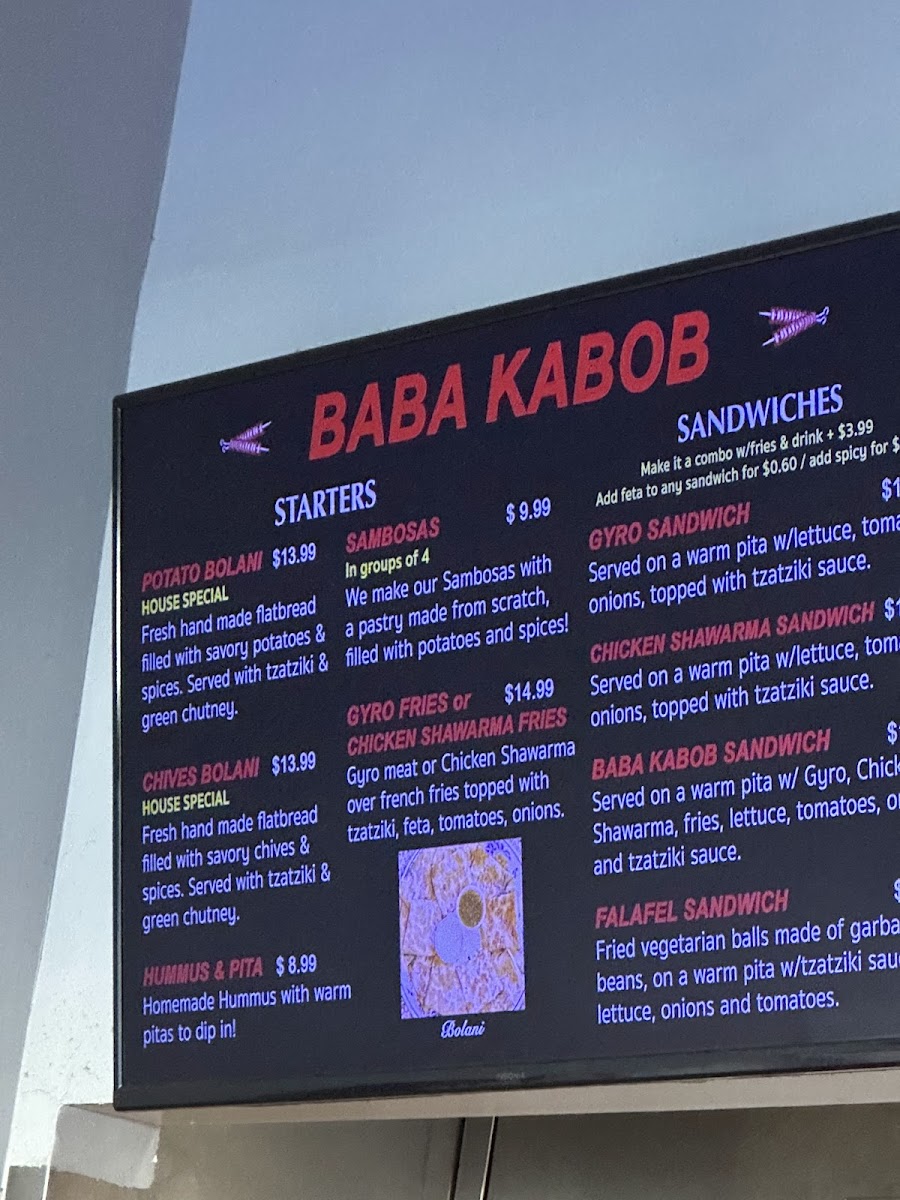 BABA KABOB
STARTERS
POTATO BOLANI $13.99
HOUSE SPECIAL
Fresh hand made flatbread
filled with savory potatoes &
spices. Served with tzatziki &
green chutney.
CHIVES BOLANI $13.99
HOUSE SPECIAL
Fresh hand made flatbread
filled with savory chives &
spices. Served with tzatziki &
green chutney.
HUMMUS & PITA $ 8.99
Homemade Hummus with warm
pitas to dip in!
SAMBOSAS $ 9.99
In groups of 4
We make our Sambosas with
a pastry made from scratch,
filled with potatoes and spices!
GYRO FRIES or $14.99
CHICKEN SHAWARMA FRIES
Gyro meat or Chicken Shawarma
over french fries topped with
tzatziki, feta, tomatoes, onions.
Bolani
SANDWICHES
Make it a combo w/fries & drink + $3.99
Add feta to any sandwich for $0.60 / add spicy for $
GYRO SANDWICH $1
Served on a warm pita w/lettuce, toma
onions, topped with tzatziki sauce.
CHICKEN SHAWARMA SANDWICH $1
Served on a warm pita w/lettuce, tom
onions, topped with tzatziki sauce.
BABA KABOB SANDWICH $
Served on a warm pita w/ Gyro, Chick
Shawarma, fries, lettuce, tomatoes, o
and tzatziki sauce.
FALAFEL SANDWICH $
Fried vegetarian balls made of garba
beans, on a warm pita w/tzatziki sau
lettuce, onions and tomatoes.